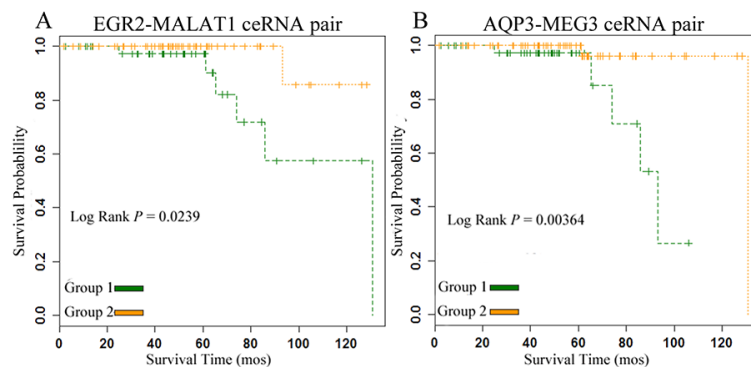 A
EGR2-MALAT1 ceRNA pair
Survival Probablility
1.0
0.8
0.6
0.4
0.2
0.0
Log Rank P = 0.0239
Group 1
Group 2
0 20 40 60 80 100 120
Survival Time (mos)
B
AQP3-MEG3 ceRNA pair
Survival Probablility
1.0
0.8
0.6
0.4
0.2
0.0
Log Rank P = 0.00364
Group 1
Group 2
0 20 40 60 80 100 120
Survival Time (mos)